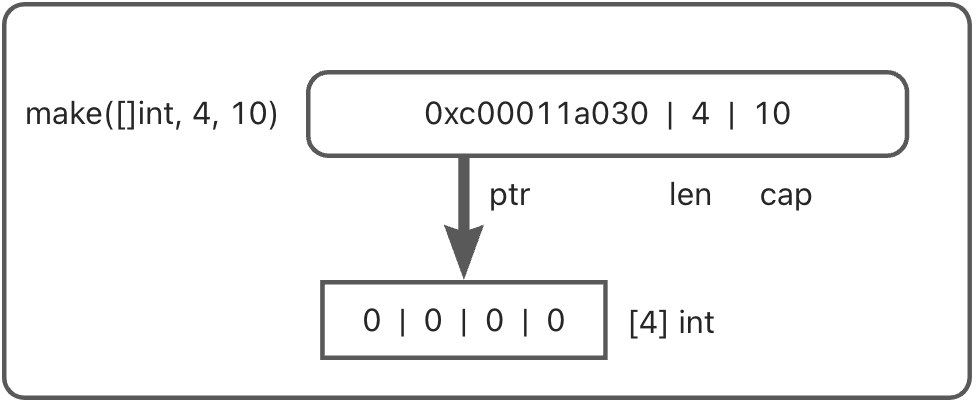 make([]int, 4, 10)
0xc00011a030 | 4 | 10
ptr
len
cap
0 | 0 | 0 | 0
[4] int